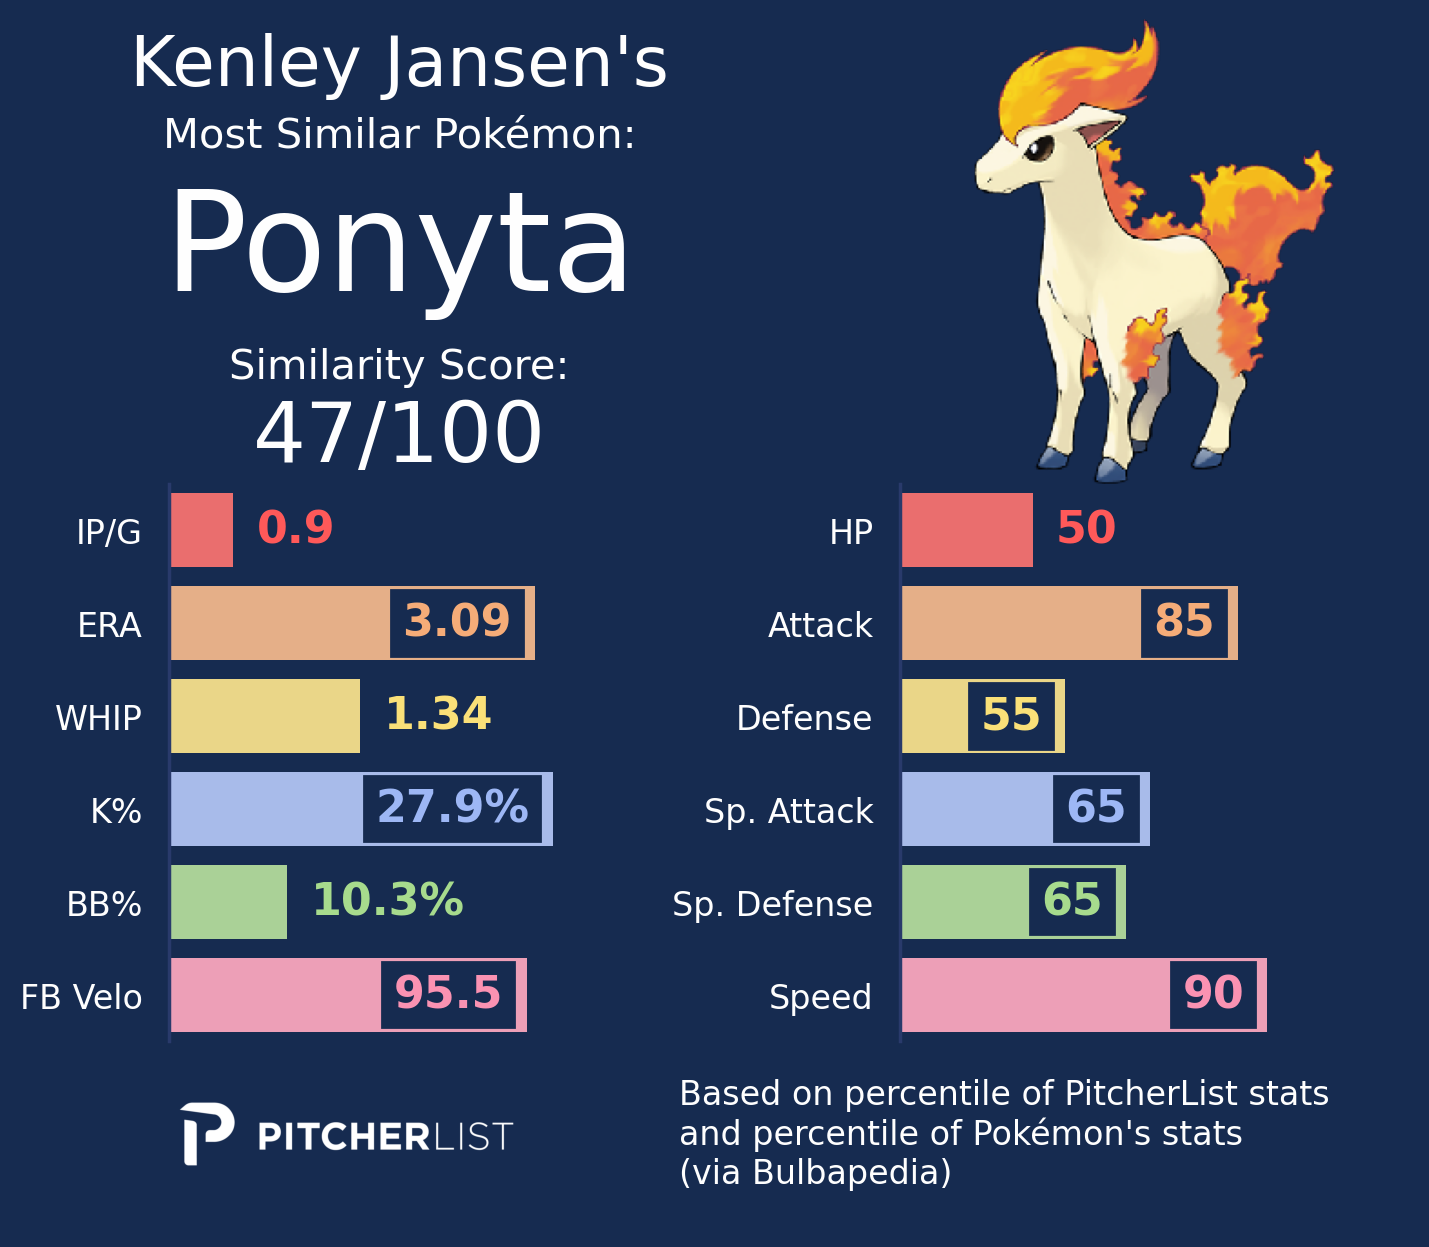 Kenley Jansen's
Most Similar Pokémon:
Ponyta
Similarity Score:
47/100
IP/G 0.9
ERA 3.09
WHIP 1.34
K% 27.9%
BB% 10.3%
FB Velo 95.5
HP 50
Attack 85
Defense 55
Sp. Attack 65
Sp. Defense 65
Speed 90
PITCHERLIST
Based on percentile of PitcherList stats
and percentile of Pokémon's stats
(via Bulbapedia)